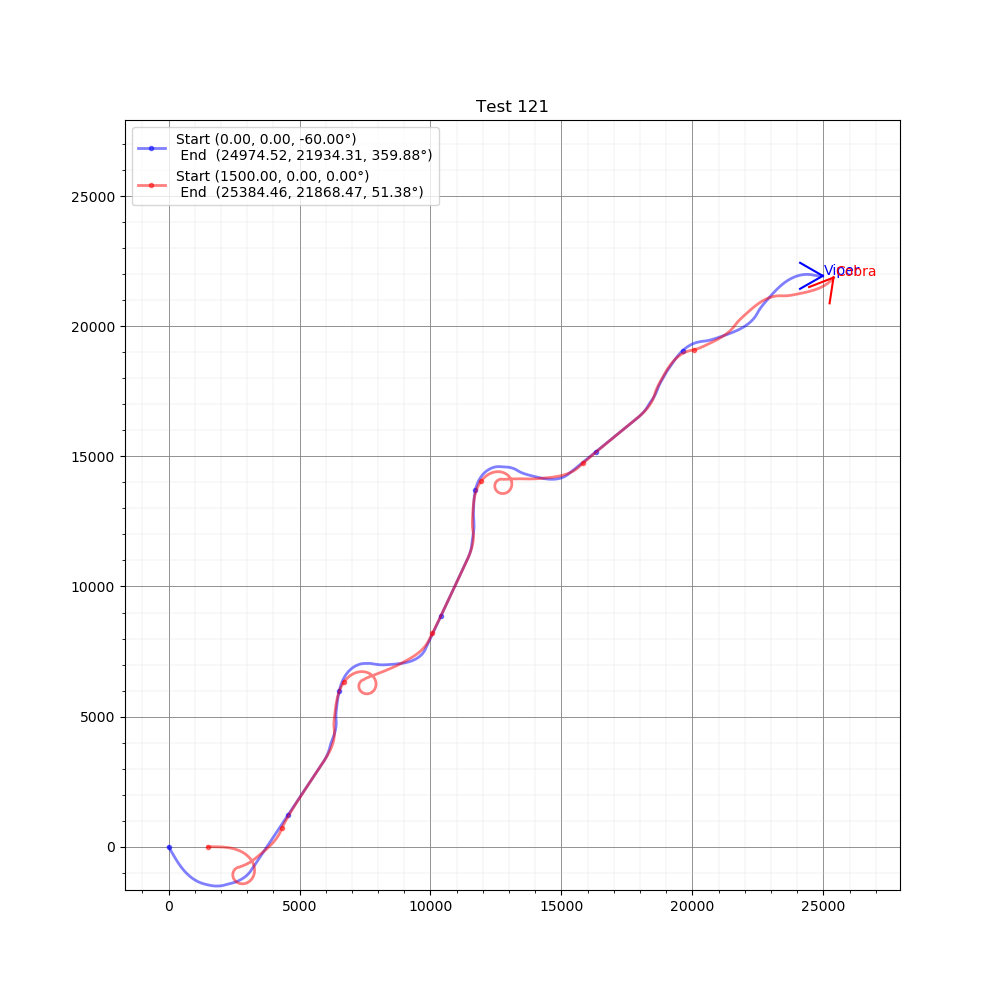 Test 121
Start (0.00, 0.00, -60.00°)
End (24974.52, 21934.31, 359.88°)
Start (1500.00, 0.00, 0.00°)
End (25384.46, 21868.47, 51.38°)
25000
20000
15000
10000
5000
0
Viper
Cobra
0
5000
10000
15000
20000
25000